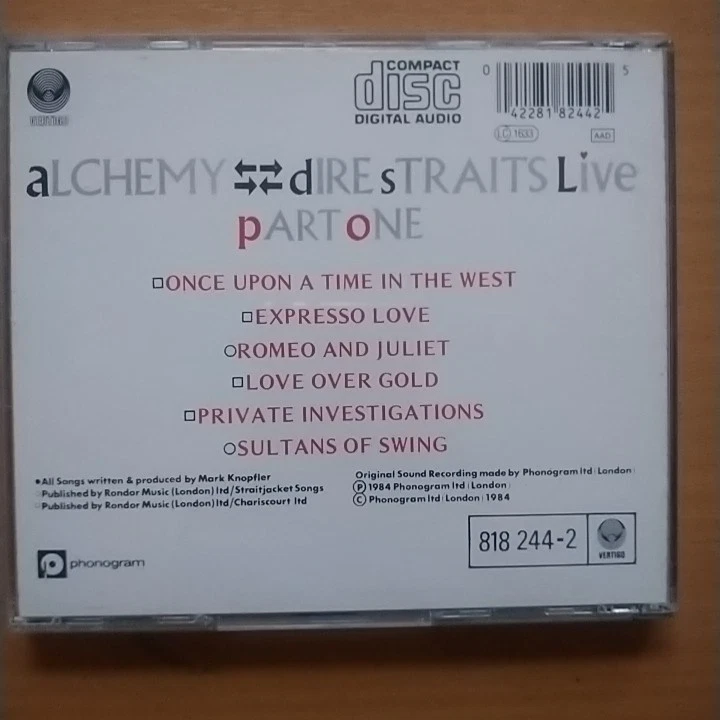 VERTIGO
COMPACT
disc
DIGITAL AUDIO
0 42281 82442 5
LC 1633
AAD
aLCHEMY dIRE sTRAITS Live
pART oNE
ONCE UPON A TIME IN THE WEST
EXPRESSO LOVE
ROMEO AND JULIET
LOVE OVER GOLD
PRIVATE INVESTIGATIONS
SULTANS OF SWING
All Songs written & produced by Mark Knopfler
Published by Rondor Music (London) ltd/Straitjacket Songs
Published by Rondor Music (London) ltd/Chariscourt ltd
Original Sound Recording made by Phonogram ltd (London)
℗ 1984 Phonogram ltd (London)
© Phonogram ltd (London) 1984
818 244-2
VERTIGO
phonogram